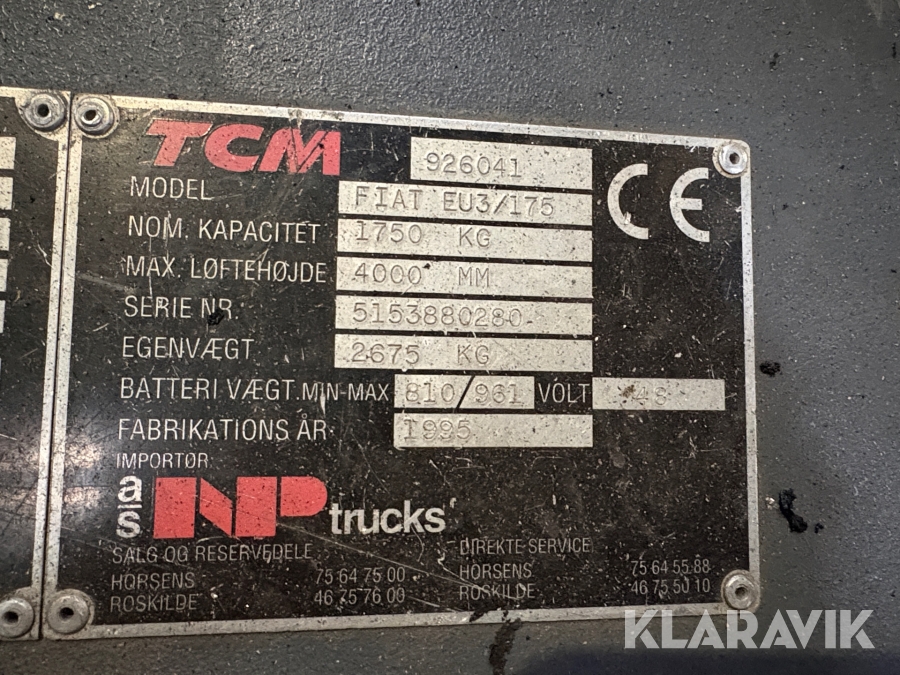 TCM 926041
CE
MODEL FIAT EU3/175
NOM. KAPACITET 1750 KG
MAX. LØFTEHØJDE 4000 MM
SERIE NR. 5153880280
EGENVÆGT 2675 KG
BATTERI VÆGT MIN-MAX 810/961 VOLT 48
FABRIKATIONS ÅR 1995
IMPORTØR
a/s NP trucks
SALG OG RESERVEDELE
HORSENS 75 64 75 00
ROSKILDE 46 75 76 00
DIREKTE SERVICE
HORSENS 75 64 55 88
ROSKILDE 46 75 50 10
KLARAVIK